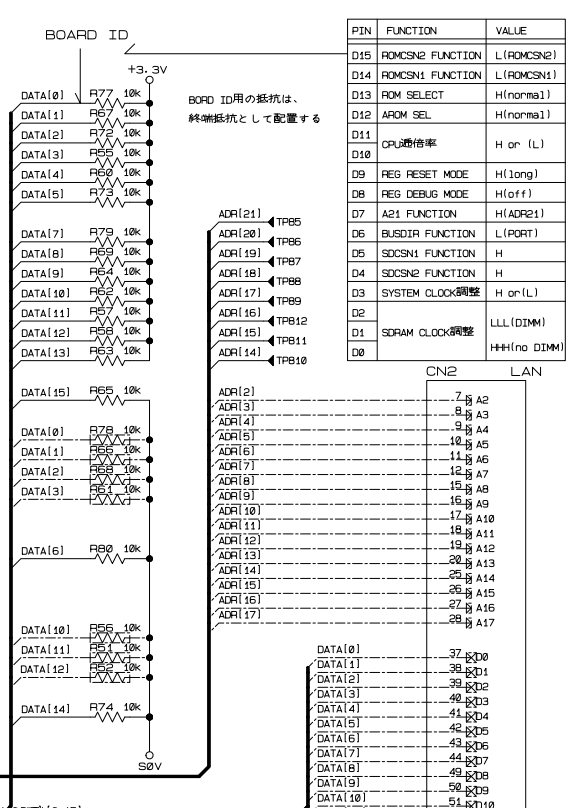 BOARD ID
+3.3V
BORD ID用の抵抗は、
終端抵抗として配置する
DATA[0] R77 10k
DATA[1] R67 10k
DATA[2] R72 10k
DATA[3] R55 10k
DATA[4] R60 10k
DATA[5] R73 10k
DATA[7] R79 10k
DATA[8] R69 10k
DATA[9] R64 10k
DATA[10] R62 10k
DATA[11] R57 10k
DATA[12] R58 10k
DATA[13] R63 10k
DATA[15] R65 10k
DATA[0] R78 10k
DATA[1] R66 10k
DATA[2] R68 10k
DATA[3] R61 10k
DATA[6] R80 10k
DATA[10] R56 10k
DATA[11] R51 10k
DATA[12] R52 10k
DATA[14] R74 10k
S0V
ADR[21] TP85
ADR[20] TP86
ADR[19] TP87
ADR[18] TP88
ADR[17] TP89
ADR[16] TP812
ADR[15] TP811
ADR[14] TP810
PIN FUNCTION VALUE
D15 ROMCSN2 FUNCTION L(ROMCSN2)
D14 ROMCSN1 FUNCTION L(ROMCSN1)
D13 ROM SELECT H(normal)
D12 AROM SEL H(normal)
D11
CPU逓倍率 H or (L)
D10
D9 REG RESET MODE H(long)
D8 REG DEBUG MODE H(off)
D7 A21 FUNCTION H(ADR21)
D6 BUSDIR FUNCTION L(PORT)
D5 SDCSN1 FUNCTION H
D4 SDCSN2 FUNCTION H
D3 SYSTEM CLOCK調整 H or(L)
D2
LLL(DIMM)
D1 SDRAM CLOCK調整
HHH(no DIMM)
D0
CN2 LAN
ADR[2] 7 A2
ADR[3] 8 A3
ADR[4] 9 A4
ADR[5] 10 A5
ADR[6] 11 A6
ADR[7] 12 A7
ADR[8] 15 A8
ADR[9] 16 A9
ADR[10] 17 A10
ADR[11] 18 A11
ADR[12] 19 A12
ADR[13] 20 A13
ADR[14] 25 A14
ADR[15] 26 A15
ADR[16] 27 A16
ADR[17] 28 A17
DATA[0] 37 D0
DATA[1] 38 D1
DATA[2] 39 D2
DATA[3] 40 D3
DATA[4] 41 D4
DATA[5] 42 D5
DATA[6] 43 D6
DATA[7] 44 D7
DATA[8] 49 D8
DATA[9] 50 D9
DATA[10] 51 D10